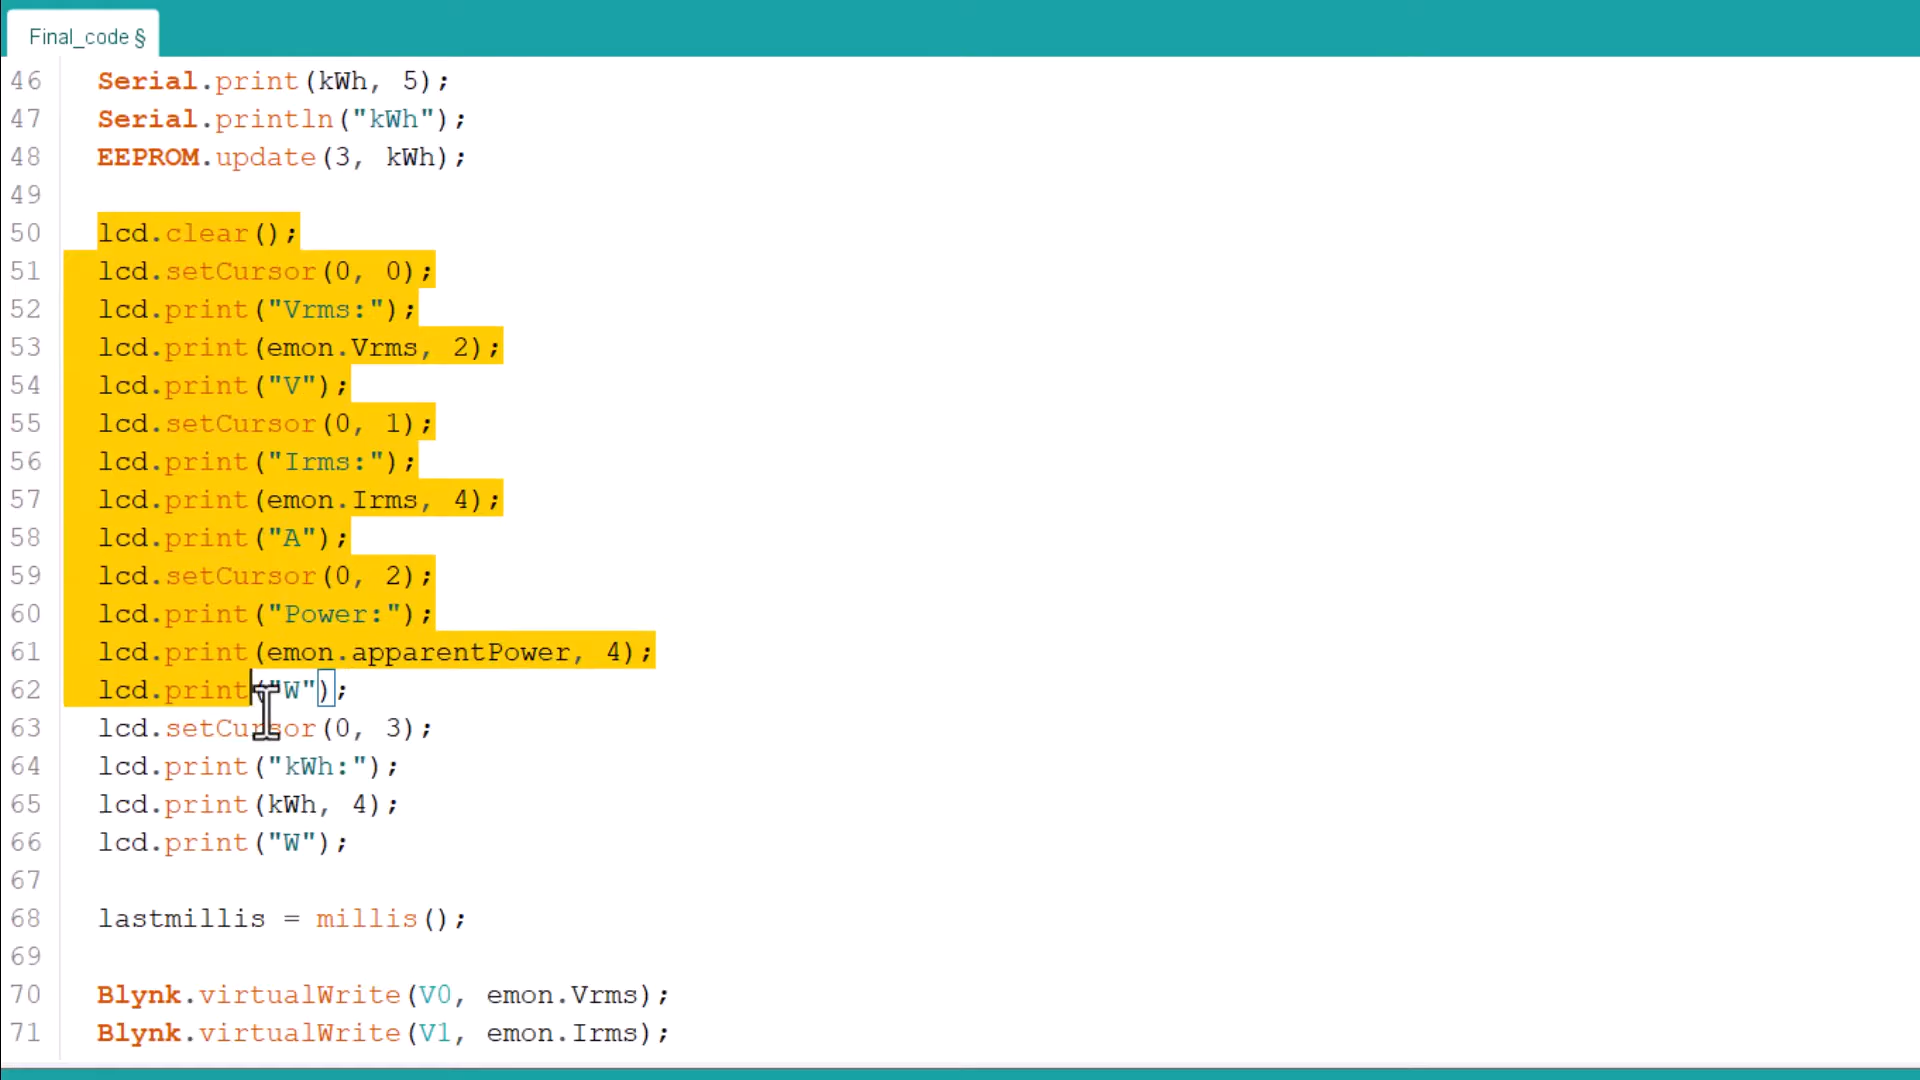 Final_code §
46 Serial.print(kWh, 5);
47 Serial.println("kWh");
48 EEPROM.update(3, kWh);
49
50 lcd.clear();
51 lcd.setCursor(0, 0);
52 lcd.print("Vrms:");
53 lcd.print(emon.Vrms, 2);
54 lcd.print("V");
55 lcd.setCursor(0, 1);
56 lcd.print("Irms:");
57 lcd.print(emon.Irms, 4);
58 lcd.print("A");
59 lcd.setCursor(0, 2);
60 lcd.print("Power:");
61 lcd.print(emon.apparentPower, 4);
62 lcd.print("W");
63 lcd.setCursor(0, 3);
64 lcd.print("kWh:");
65 lcd.print(kWh, 4);
66 lcd.print("W");
67
68 lastmillis = millis();
69
70 Blynk.virtualWrite(V0, emon.Vrms);
71 Blynk.virtualWrite(V1, emon.Irms);